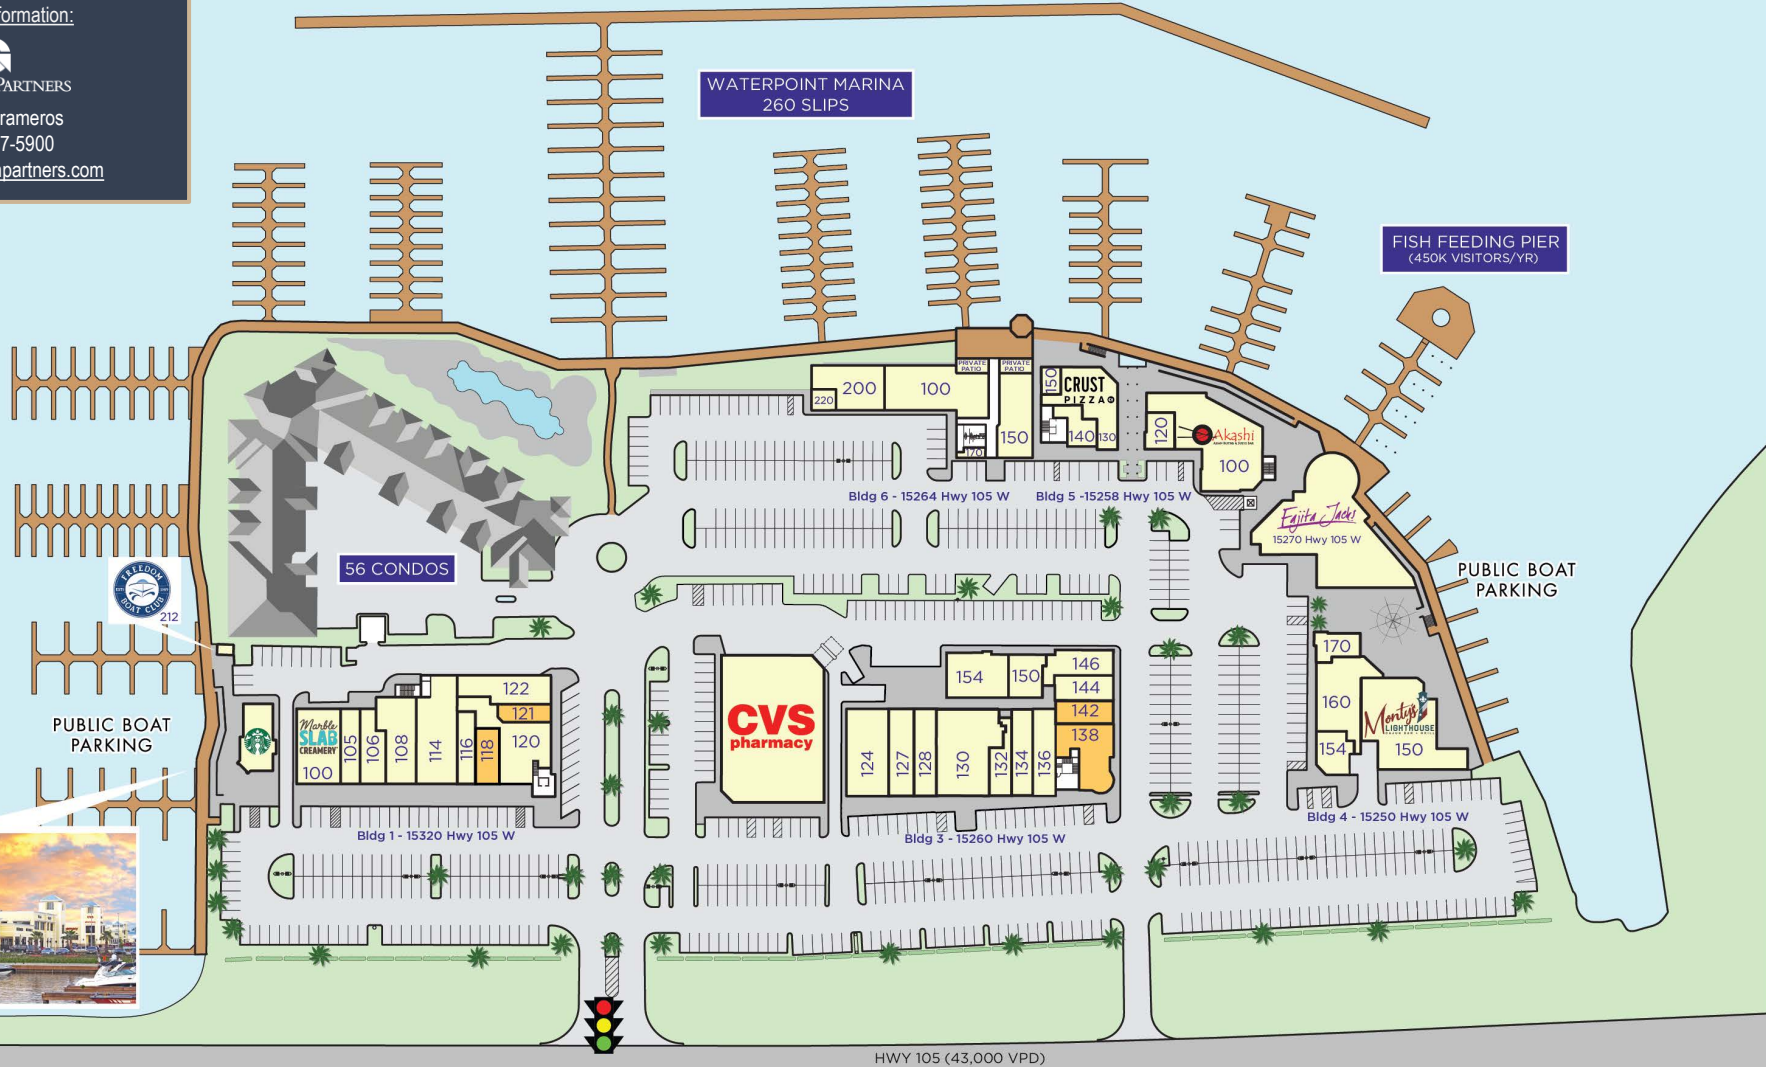 formation:
PARTNERS
rameros
7-5900
partners.com
WATERPOINT MARINA
260 SLIPS
FISH FEEDING PIER
(450K VISITORS/YR)
PRIVATE
PATIO
PRIVATE
PATIO
200
220
100
150
170
150
CRUST
PIZZA
140
130
120
Akashi
100
Bldg 6 - 15264 Hwy 105 W
Bldg 5 -15258 Hwy 105 W
Fajita Jacks
15270 Hwy 105 W
56 CONDOS
FREEDOM
BOAT CLUB
212
PUBLIC BOAT
PARKING
PUBLIC BOAT
PARKING
Marble
SLAB
CREAMERY
100
105
106
108
114
116
118
122
121
120
CVS
pharmacy
154
150
146
144
142
138
124
127
128
130
132
134
136
170
160
154
Monty's
LIGHTHOUSE
150
Bldg 1 - 15320 Hwy 105 W
Bldg 3 - 15260 Hwy 105 W
Bldg 4 - 15250 Hwy 105 W
HWY 105 (43,000 VPD)